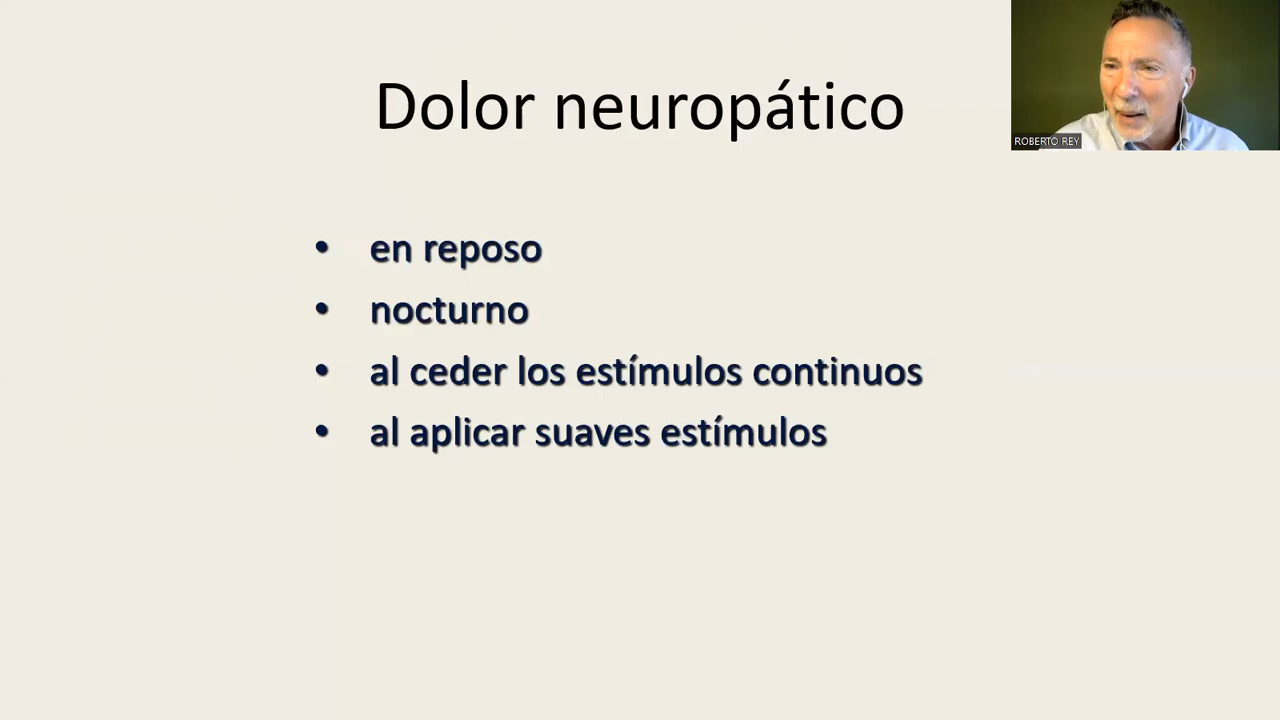 Dolor neuropático
ROBERTO REY
• en reposo
• nocturno
• al ceder los estímulos continuos
• al aplicar suaves estímulos